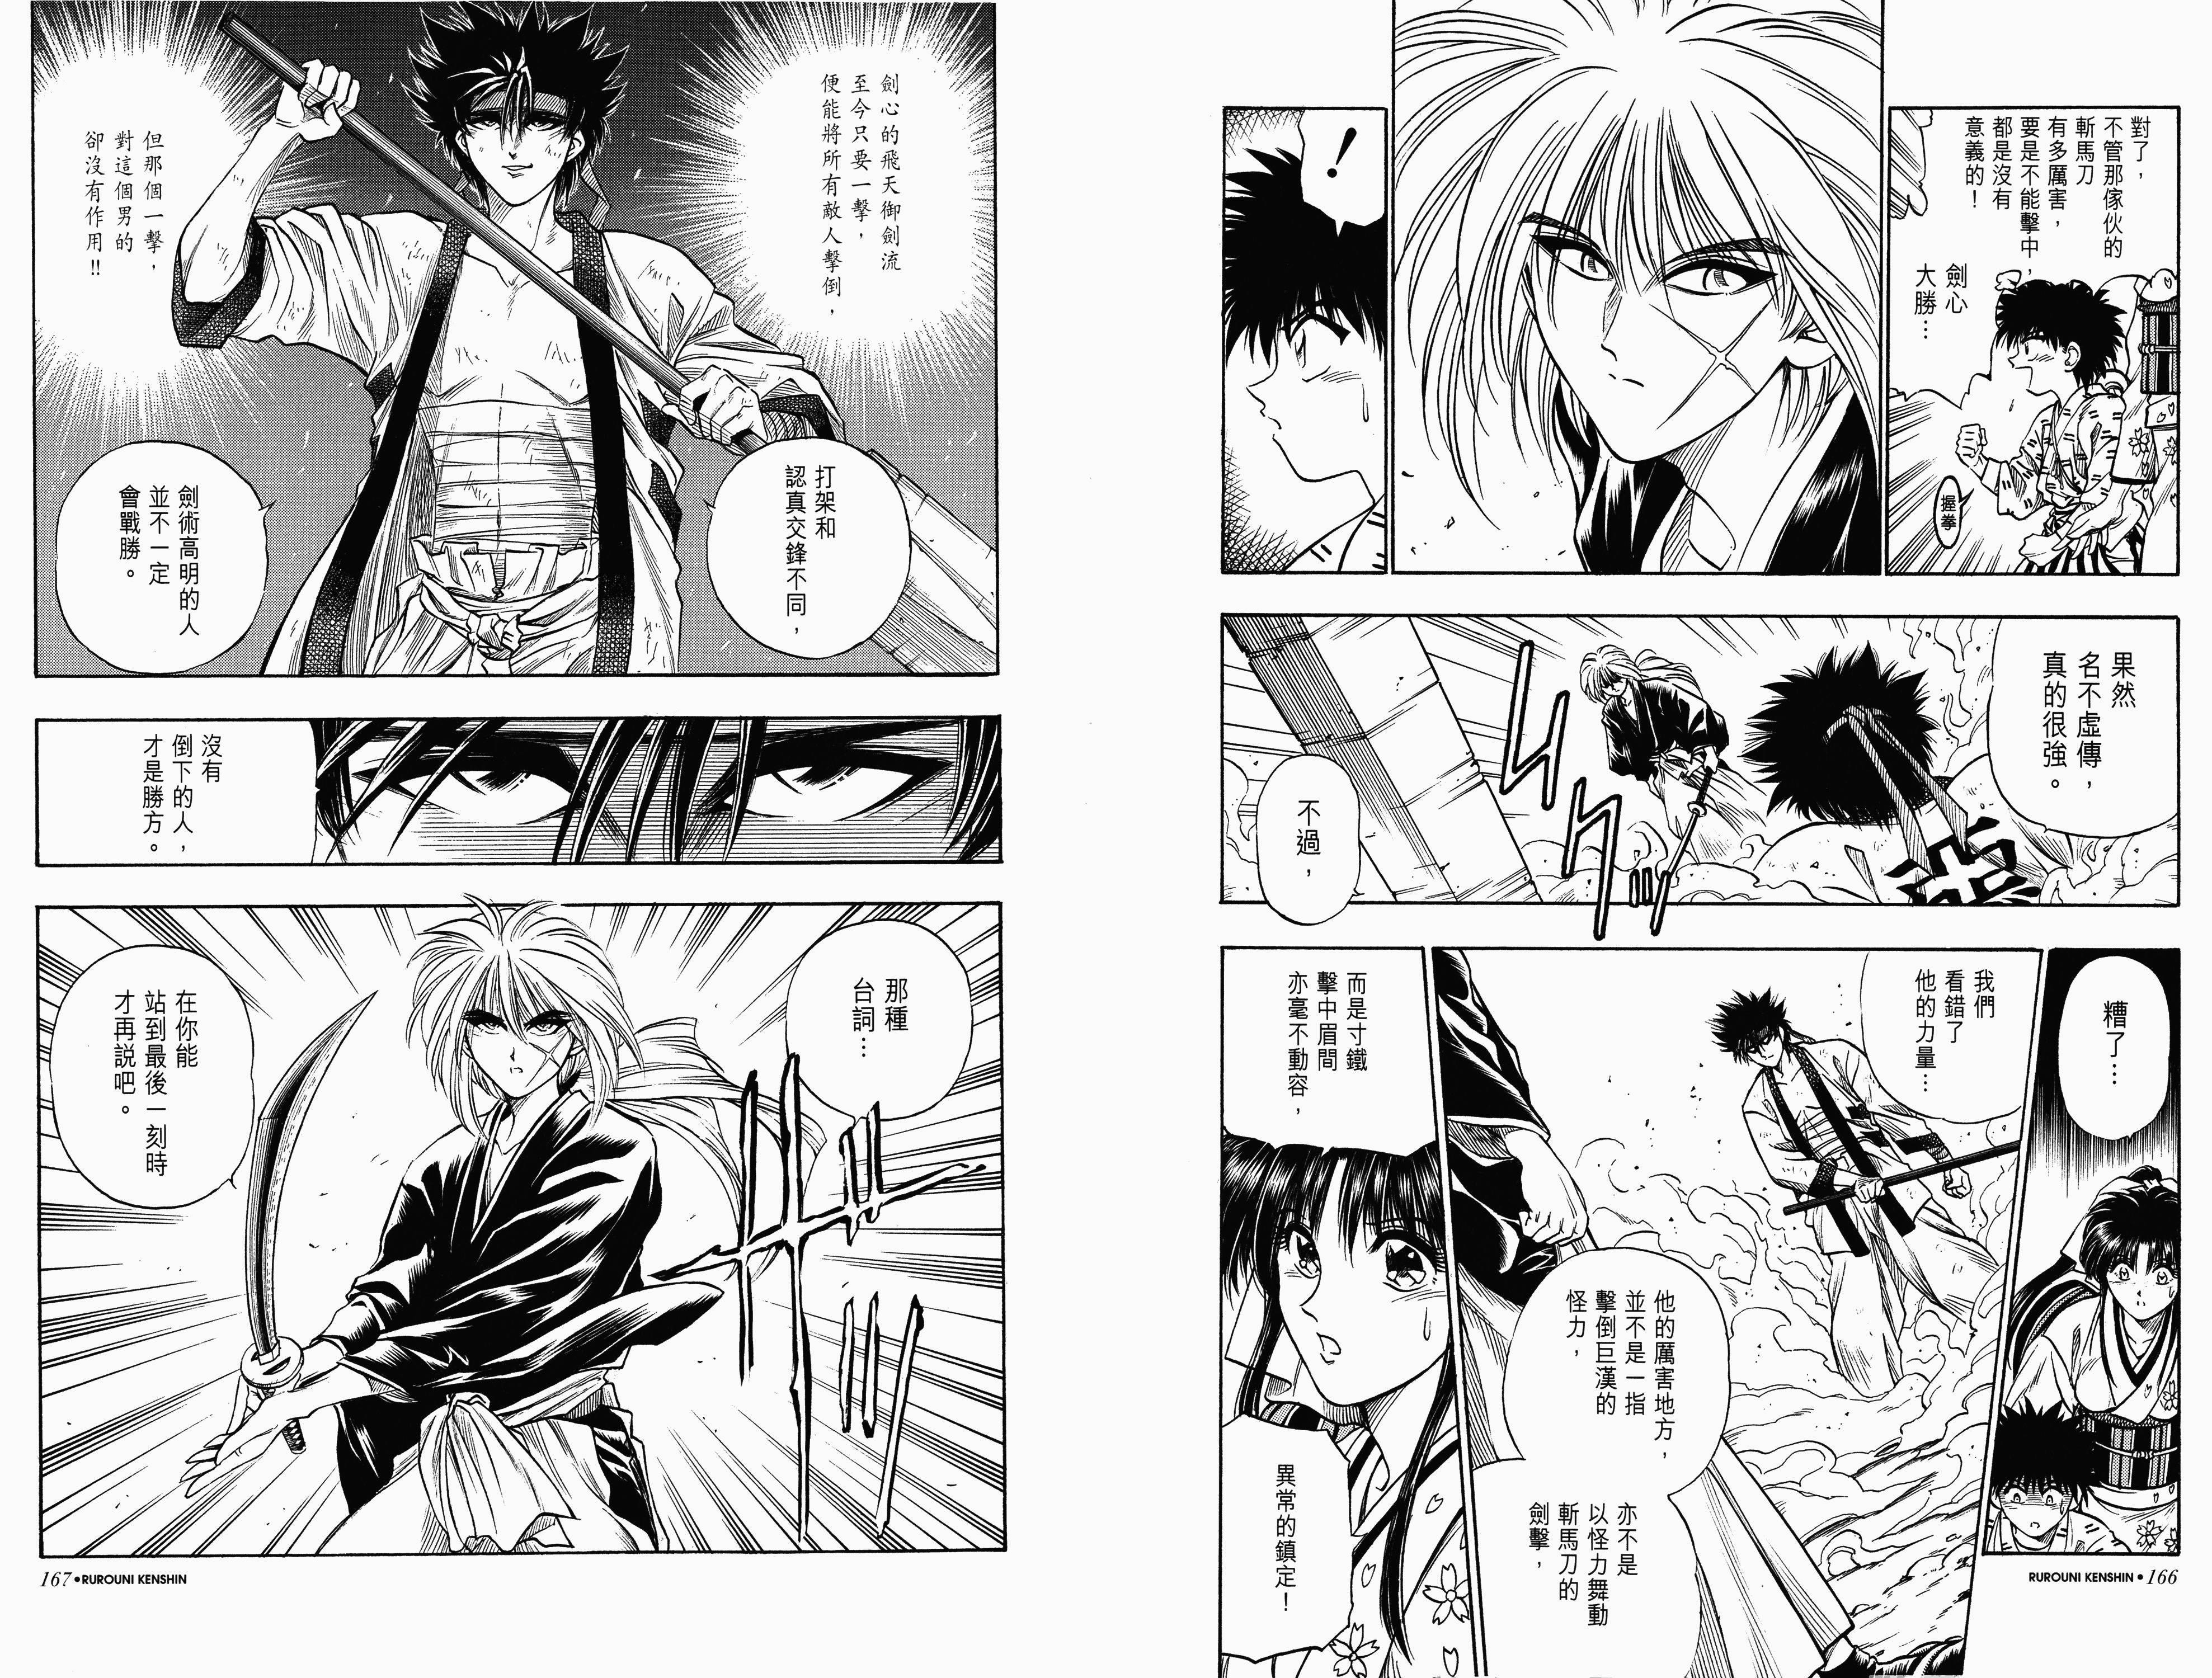 對了，
不管那傢伙的
斬馬刀
有多厲害，
要是不能擊中，
都是沒有
意義的！
劍心
大勝…
握拳
！
果然
名不虛傳，
真的很強。
不過，
糟了…
我們
看錯了
他的力量…
他的厲害地方，
並不是一指
擊倒巨漢的
怪力，
亦不是
以怪力舞動
斬馬刀的
劍擊，
而是寸鐵
擊中眉間
亦毫不動容，
異常的鎮定！
RUROUNI KENSHIN • 166
劍心的飛天御劍流
至今只要一擊，
便能將所有敵人擊倒，
但那個一擊，
對這個男的
卻沒有作用！！
打架和
認真交鋒不同，
劍術高明的人
並不一定
會戰勝。
沒有
倒下的人，
才是勝方。
那種
台詞…
在你能
站到最後一刻時
才再説吧。
167 • RUROUNI KENSHIN